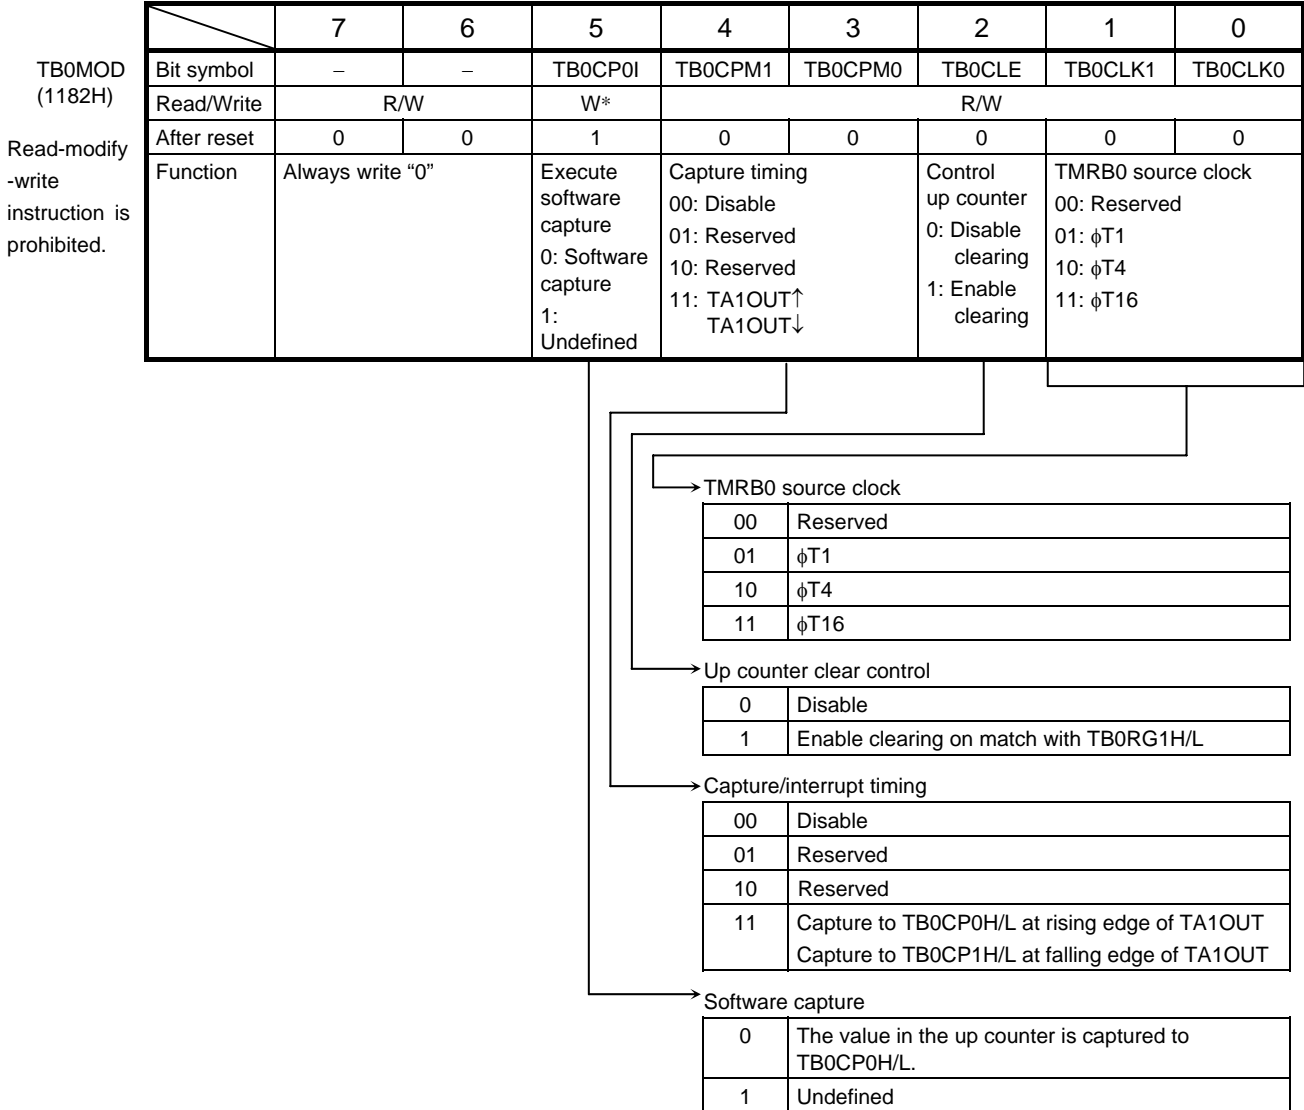 7 6 5 4 3 2 1 0
TB0MOD
(1182H)
Read-modify
-write
instruction is
prohibited.
Bit symbol − − TB0CP0I TB0CPM1 TB0CPM0 TB0CLE TB0CLK1 TB0CLK0
Read/Write R/W W* R/W
After reset 0 0 1 0 0 0 0 0
Function
Always write “0”
Execute
software
capture
0: Software
capture
1:
Undefined
Capture timing
00: Disable
01: Reserved
10: Reserved
11: TA1OUT↑
TA1OUT↓
Control
up counter
0: Disable
clearing
1: Enable
clearing
TMRB0 source clock
00: Reserved
01: ϕT1
10: ϕT4
11: ϕT16
TMRB0 source clock
00 Reserved
01 ϕT1
10 ϕT4
11 ϕT16
Up counter clear control
0 Disable
1 Enable clearing on match with TB0RG1H/L
Capture/interrupt timing
00 Disable
01 Reserved
10 Reserved
11 Capture to TB0CP0H/L at rising edge of TA1OUT
Capture to TB0CP1H/L at falling edge of TA1OUT
Software capture
0 The value in the up counter is captured to
TB0CP0H/L.
1 Undefined